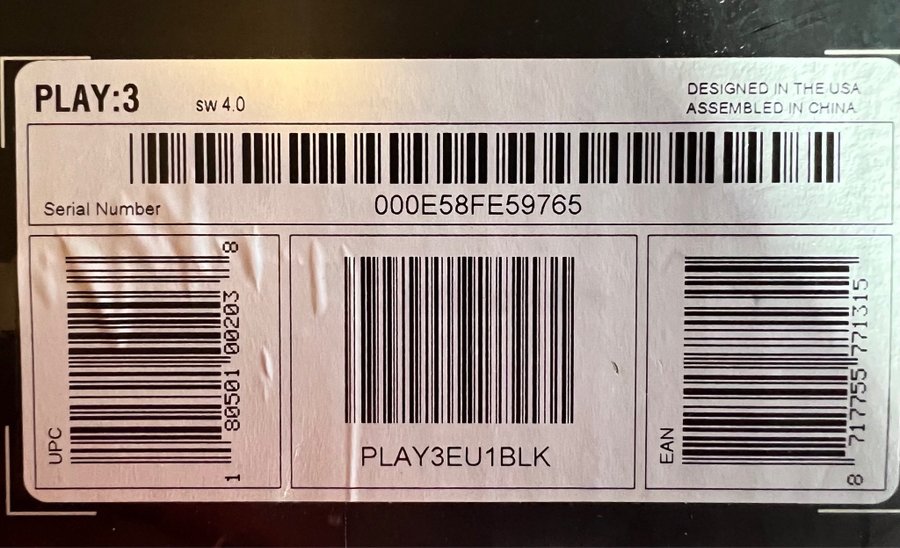 PLAY:3
sw 4.0
DESIGNED IN THE USA
ASSEMBLED IN CHINA
Serial Number
000E58FE59765
UPC
1 80501 00203 8
PLAY3EU1BLK
EAN
8 717755 771315